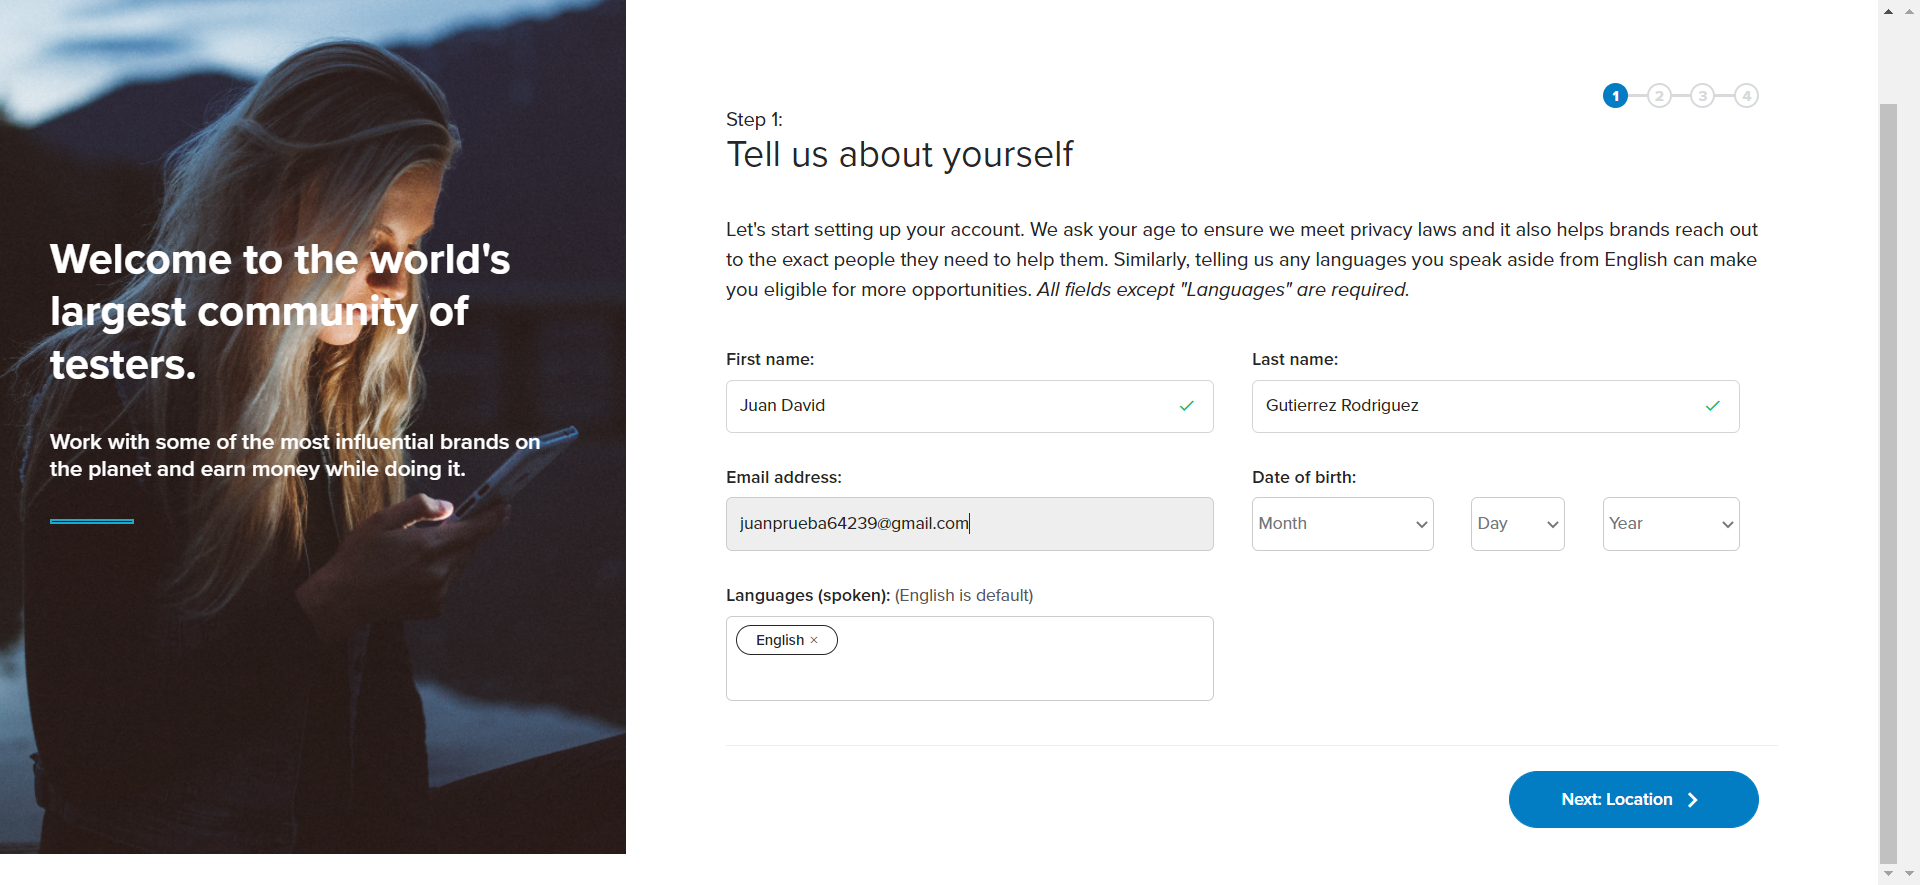 Welcome to the world's
largest community of
testers.
Work with some of the most influential brands on
the planet and earn money while doing it.
1 2 3 4
Step 1:
Tell us about yourself
Let's start setting up your account. We ask your age to ensure we meet privacy laws and it also helps brands reach out
to the exact people they need to help them. Similarly, telling us any languages you speak aside from English can make
you eligible for more opportunities. All fields except "Languages" are required.
First name:
Last name:
Juan David
Gutierrez Rodriguez
Email address:
Date of birth:
juanprueba64239@gmail.com
Month
Day
Year
Languages (spoken): (English is default)
English ×
Next: Location